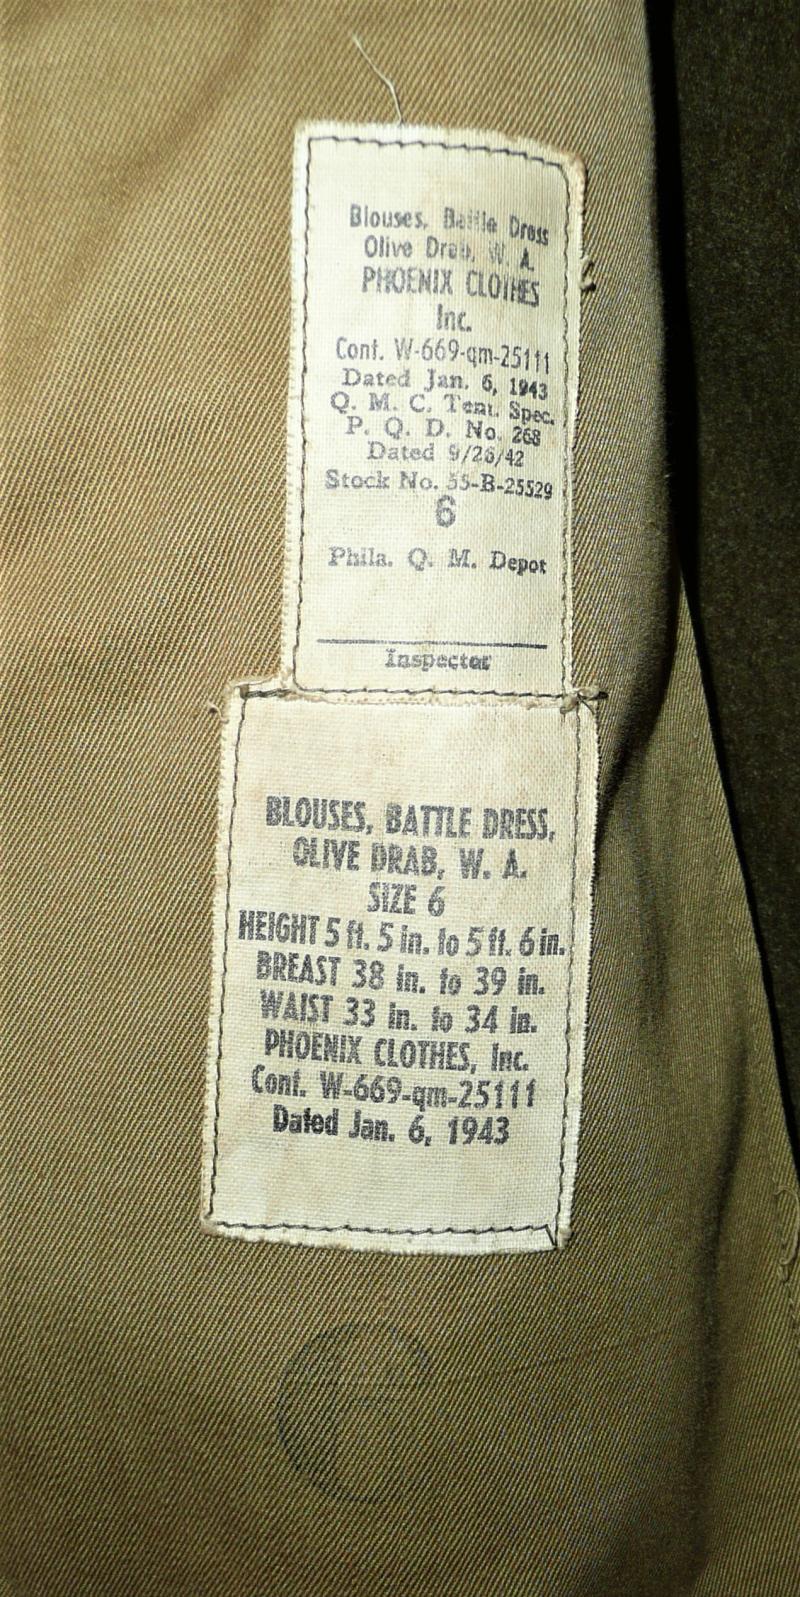 Blouses, Battle Dress
Olive Drab, W. A.
PHOENIX CLOTHES
Inc.
Cont. W-669-qm-25111
Dated Jan. 6, 1943
Q. M. C. Tent. Spec.
P. Q. D. No. 268
Dated 9/26/42
Stock No. 55-B-25529
6
Phila. Q. M. Depot
Inspector
BLOUSES, BATTLE DRESS,
OLIVE DRAB, W. A.
SIZE 6
HEIGHT 5 ft. 5 in. to 5 ft. 6 in.
BREAST 38 in. to 39 in.
WAIST 33 in. to 34 in.
PHOENIX CLOTHES, Inc.
Cont. W-669-qm-25111
Dated Jan. 6, 1943